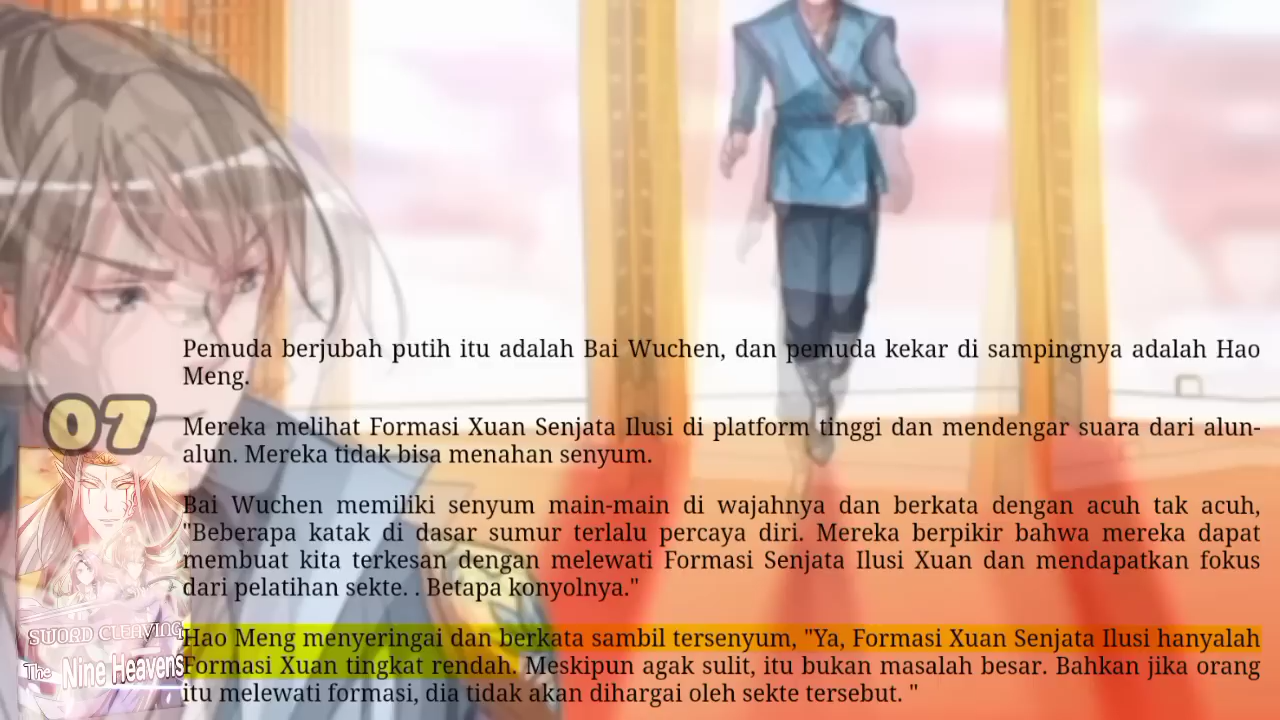 Pemuda berjubah putih itu adalah Bai Wuchen, dan pemuda kekar di sampingnya adalah Hao
Meng.
Mereka melihat Formasi Xuan Senjata Ilusi di platform tinggi dan mendengar suara dari alun-
alun. Mereka tidak bisa menahan senyum.
Bai Wuchen memiliki senyum main-main di wajahnya dan berkata dengan acuh tak acuh,
"Beberapa katak di dasar sumur terlalu percaya diri. Mereka berpikir bahwa mereka dapat
membuat kita terkesan dengan melewati Formasi Senjata Ilusi Xuan dan mendapatkan fokus
dari pelatihan sekte. . Betapa konyolnya."
Hao Meng menyeringai dan berkata sambil tersenyum, "Ya, Formasi Xuan Senjata Ilusi hanyalah
Formasi Xuan tingkat rendah. Meskipun agak sulit, itu bukan masalah besar. Bahkan jika orang
itu melewati formasi, dia tidak akan dihargai oleh sekte tersebut. "
07
SWORD CLEAVING
The Nine Heavens